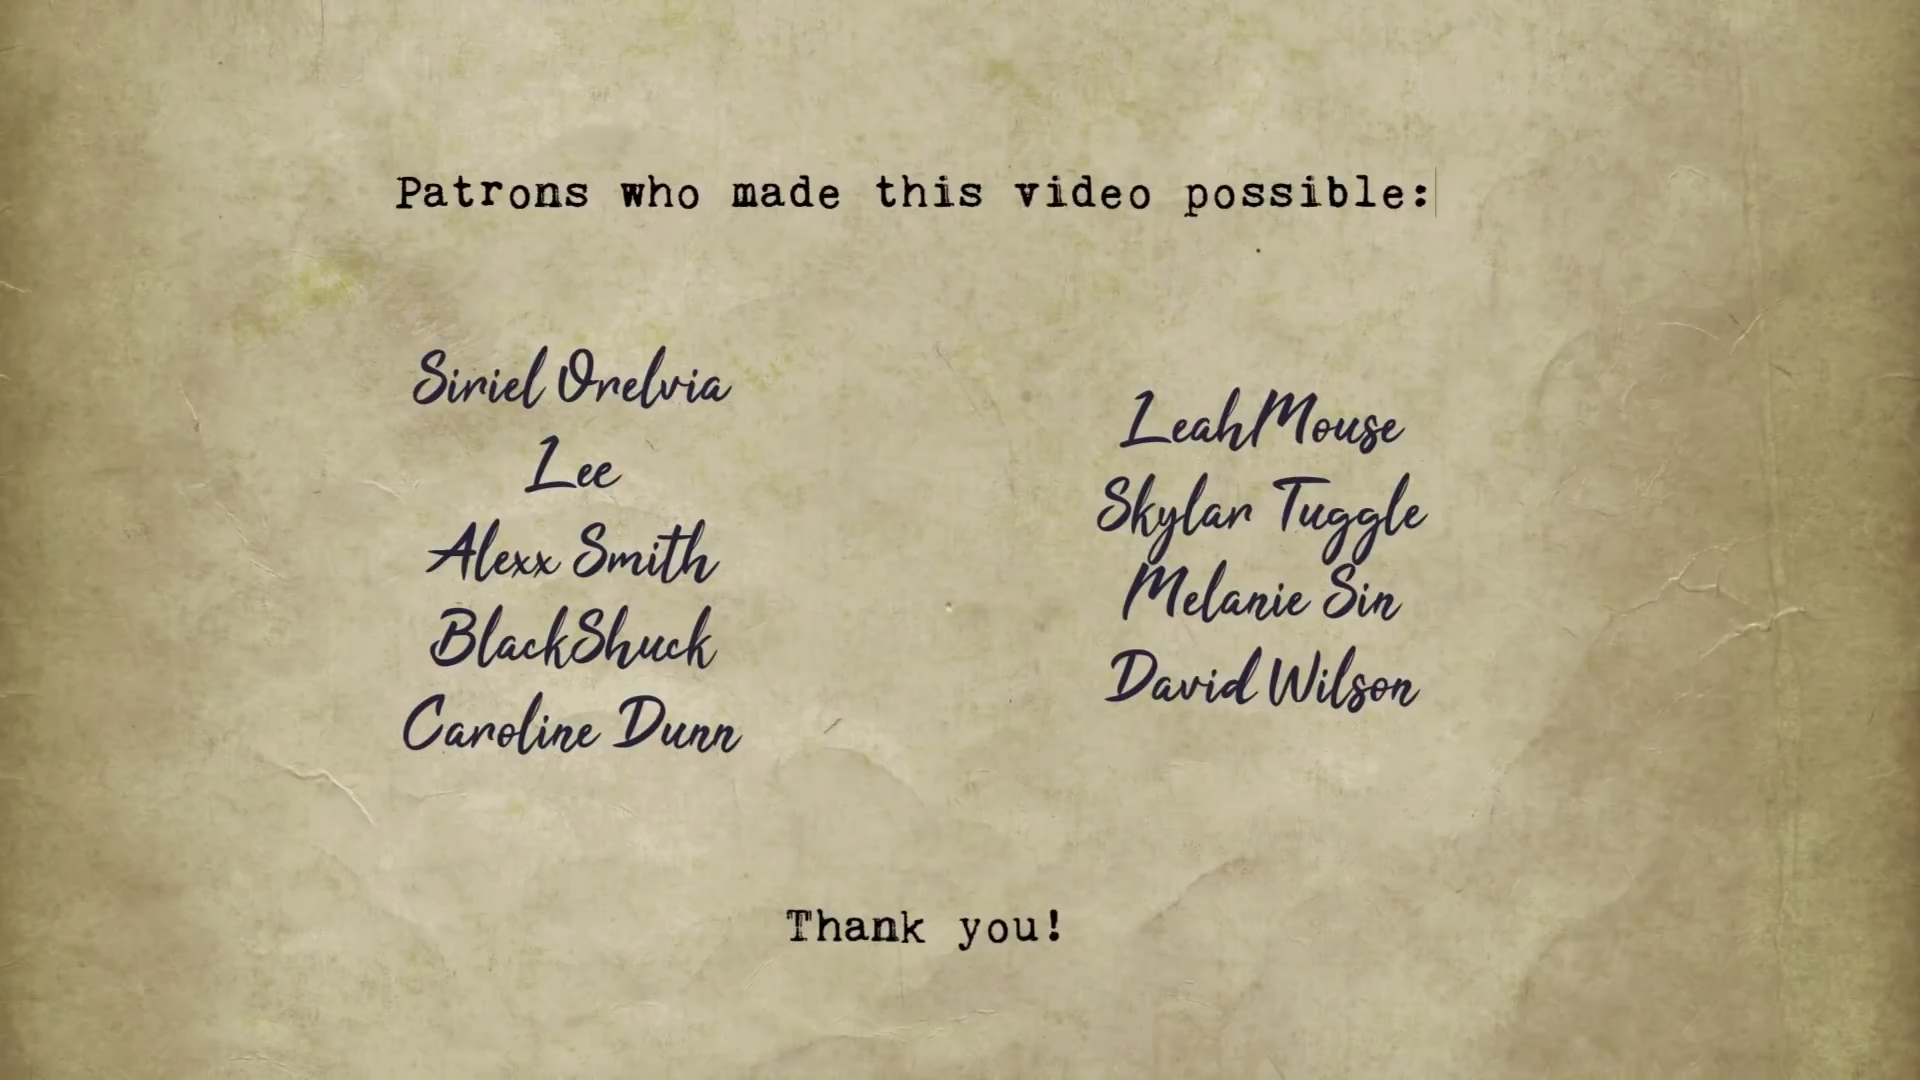 Patrons who made this video possible:
Siriel Orelvia
Lee
Alexx Smith
BlackShuck
Caroline Dunn
LeahMouse
Skylar Tuggle
Melanie Sin
David Wilson
Thank you!